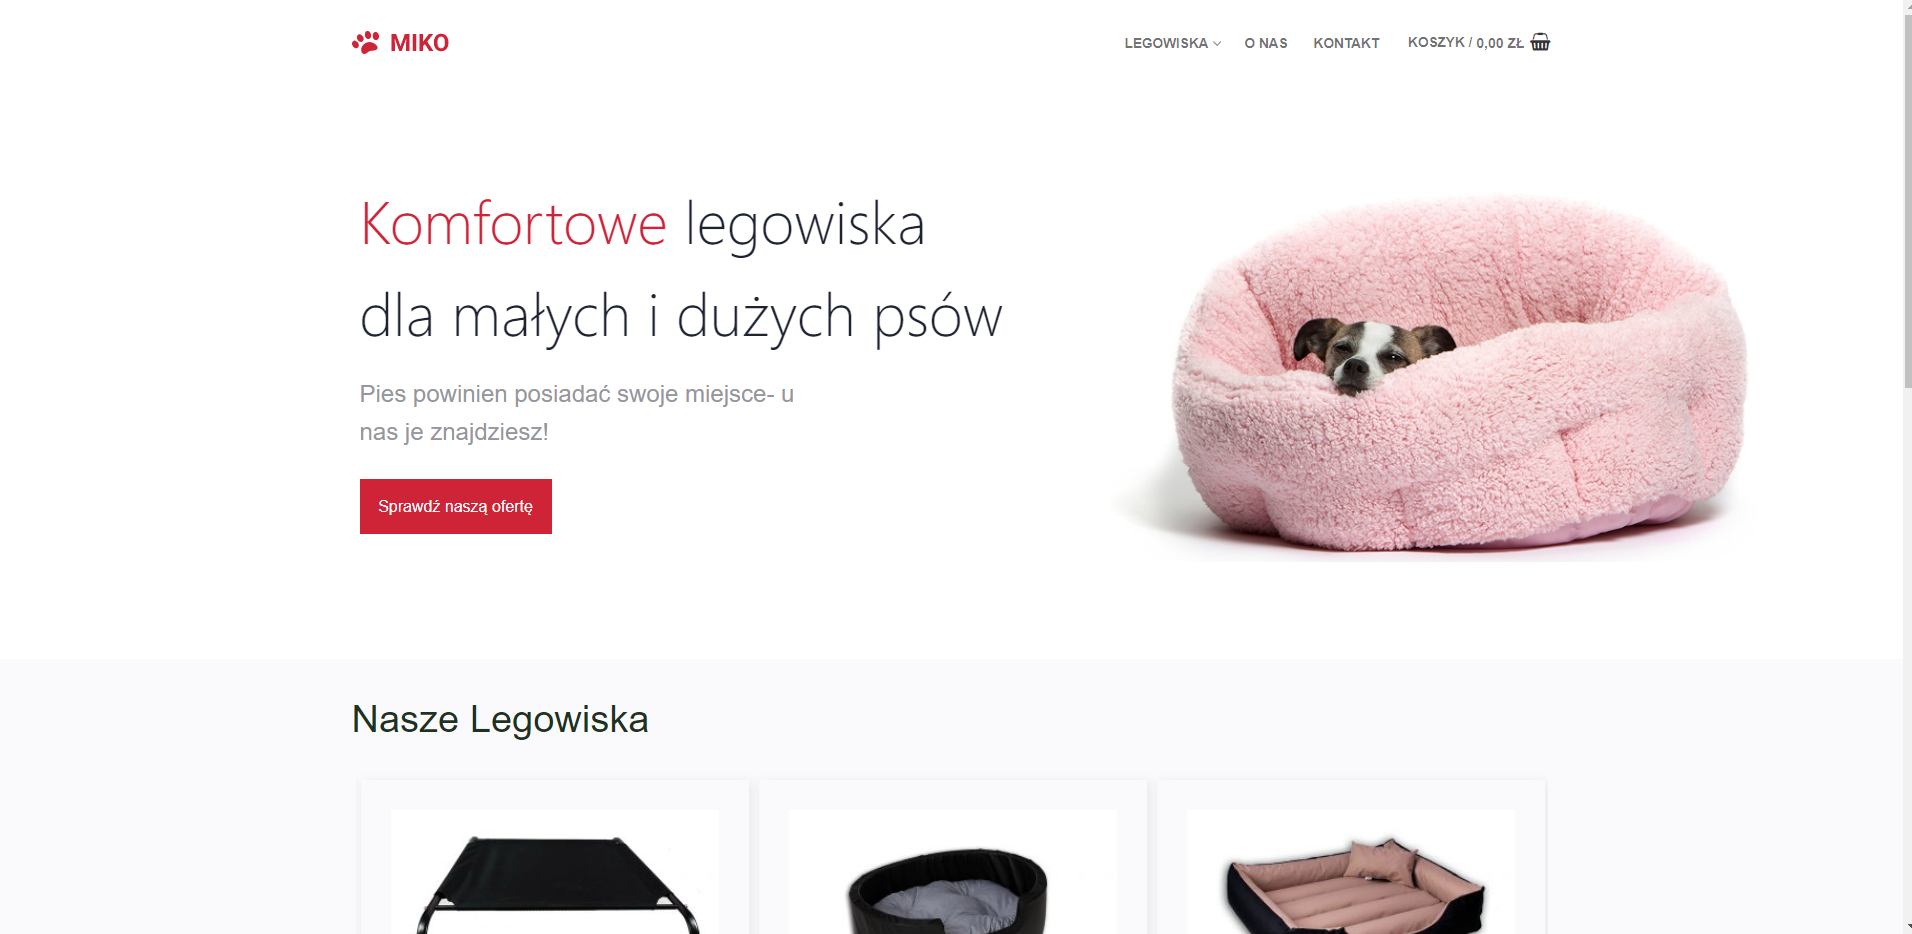 MIKO
LEGOWISKA
O NAS
KONTAKT
KOSZYK / 0,00 ZŁ
Komfortowe legowiska
dla małych i dużych psów
Pies powinien posiadać swoje miejsce- u
nas je znajdziesz!
Sprawdź naszą ofertę
Nasze Legowiska